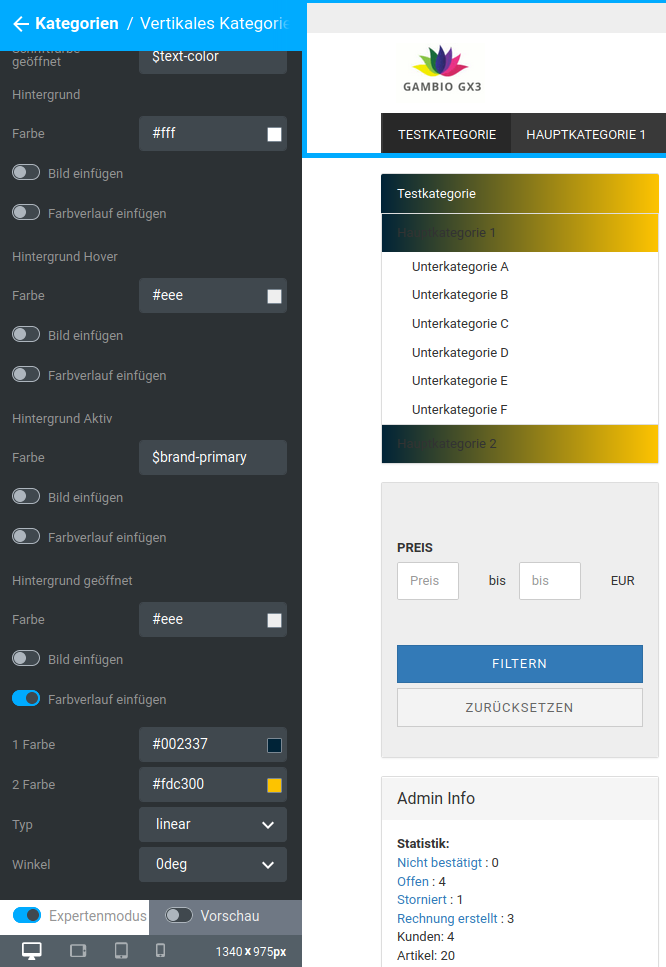 Kategorien / Vertikales Kategorie
geöffnet
$text-color
Hintergrund
Farbe
#fff
Bild einfügen
Farbverlauf einfügen
Hintergrund Hover
Farbe
#eee
Bild einfügen
Farbverlauf einfügen
Hintergrund Aktiv
Farbe
$brand-primary
Bild einfügen
Farbverlauf einfügen
Hintergrund geöffnet
Farbe
#eee
Bild einfügen
Farbverlauf einfügen
1 Farbe
#002337
2 Farbe
#fdc300
Typ
linear
Winkel
0deg
Expertenmodus
Vorschau
1340 x 975px
GAMBIO GX3
TESTKATEGORIE
HAUPTKATEGORIE 1
Testkategorie
Hauptkategorie 1
Unterkategorie A
Unterkategorie B
Unterkategorie C
Unterkategorie D
Unterkategorie E
Unterkategorie F
Hauptkategorie 2
PREIS
Preis
bis
bis
EUR
FILTERN
ZURÜCKSETZEN
Admin Info
Statistik:
Nicht bestätigt : 0
Offen : 4
Storniert : 1
Rechnung erstellt : 3
Kunden: 4
Artikel: 20